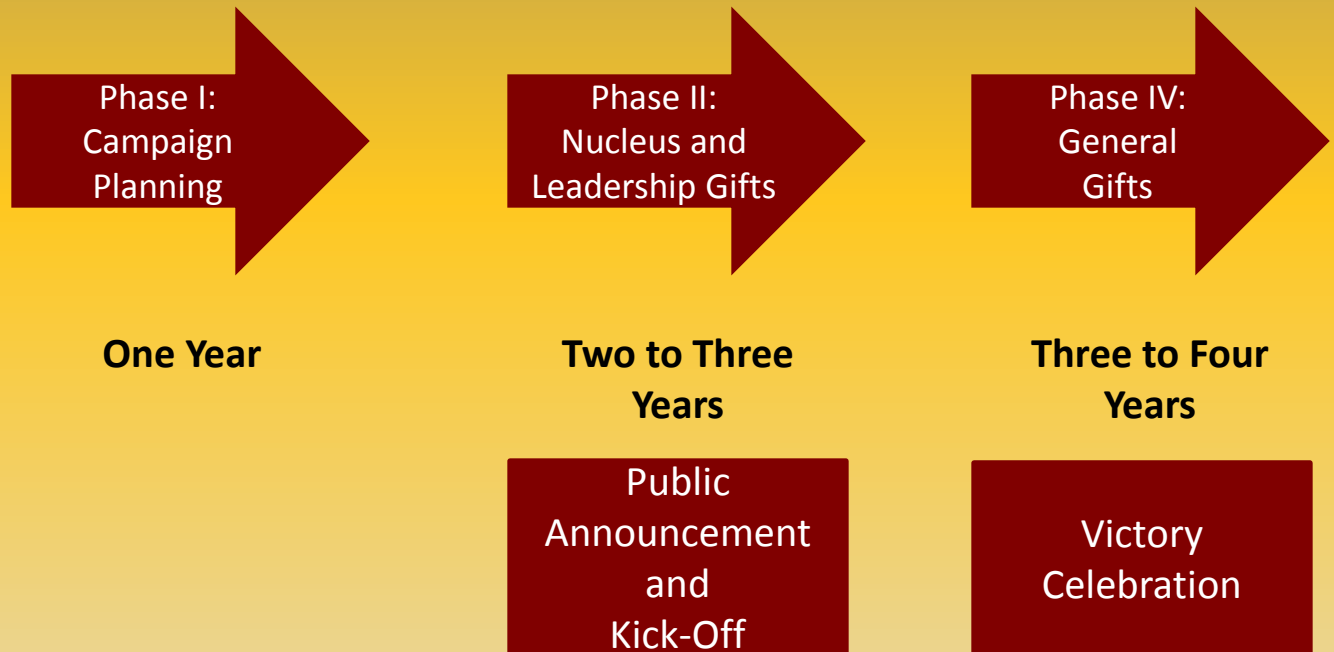 Phase I:
Campaign
Planning
Phase II:
Nucleus and
Leadership Gifts
Phase IV:
General
Gifts
One Year
Two to Three
Years
Three to Four
Years
Public
Announcement
and
Kick-Off
Victory
Celebration